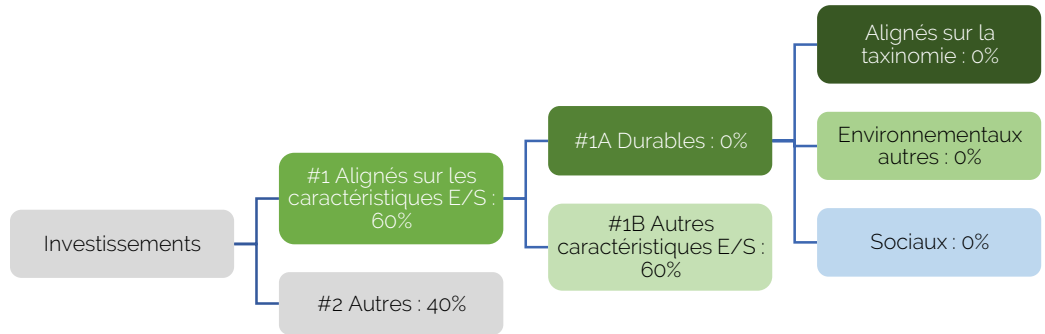 Investissements
#1 Alignés sur les
caractéristiques E/S :
60%
#2 Autres : 40%
#1A Durables : 0%
#1B Autres
caractéristiques E/S :
60%
Alignés sur la
taxinomie : 0%
Environnementaux
autres : 0%
Sociaux : 0%